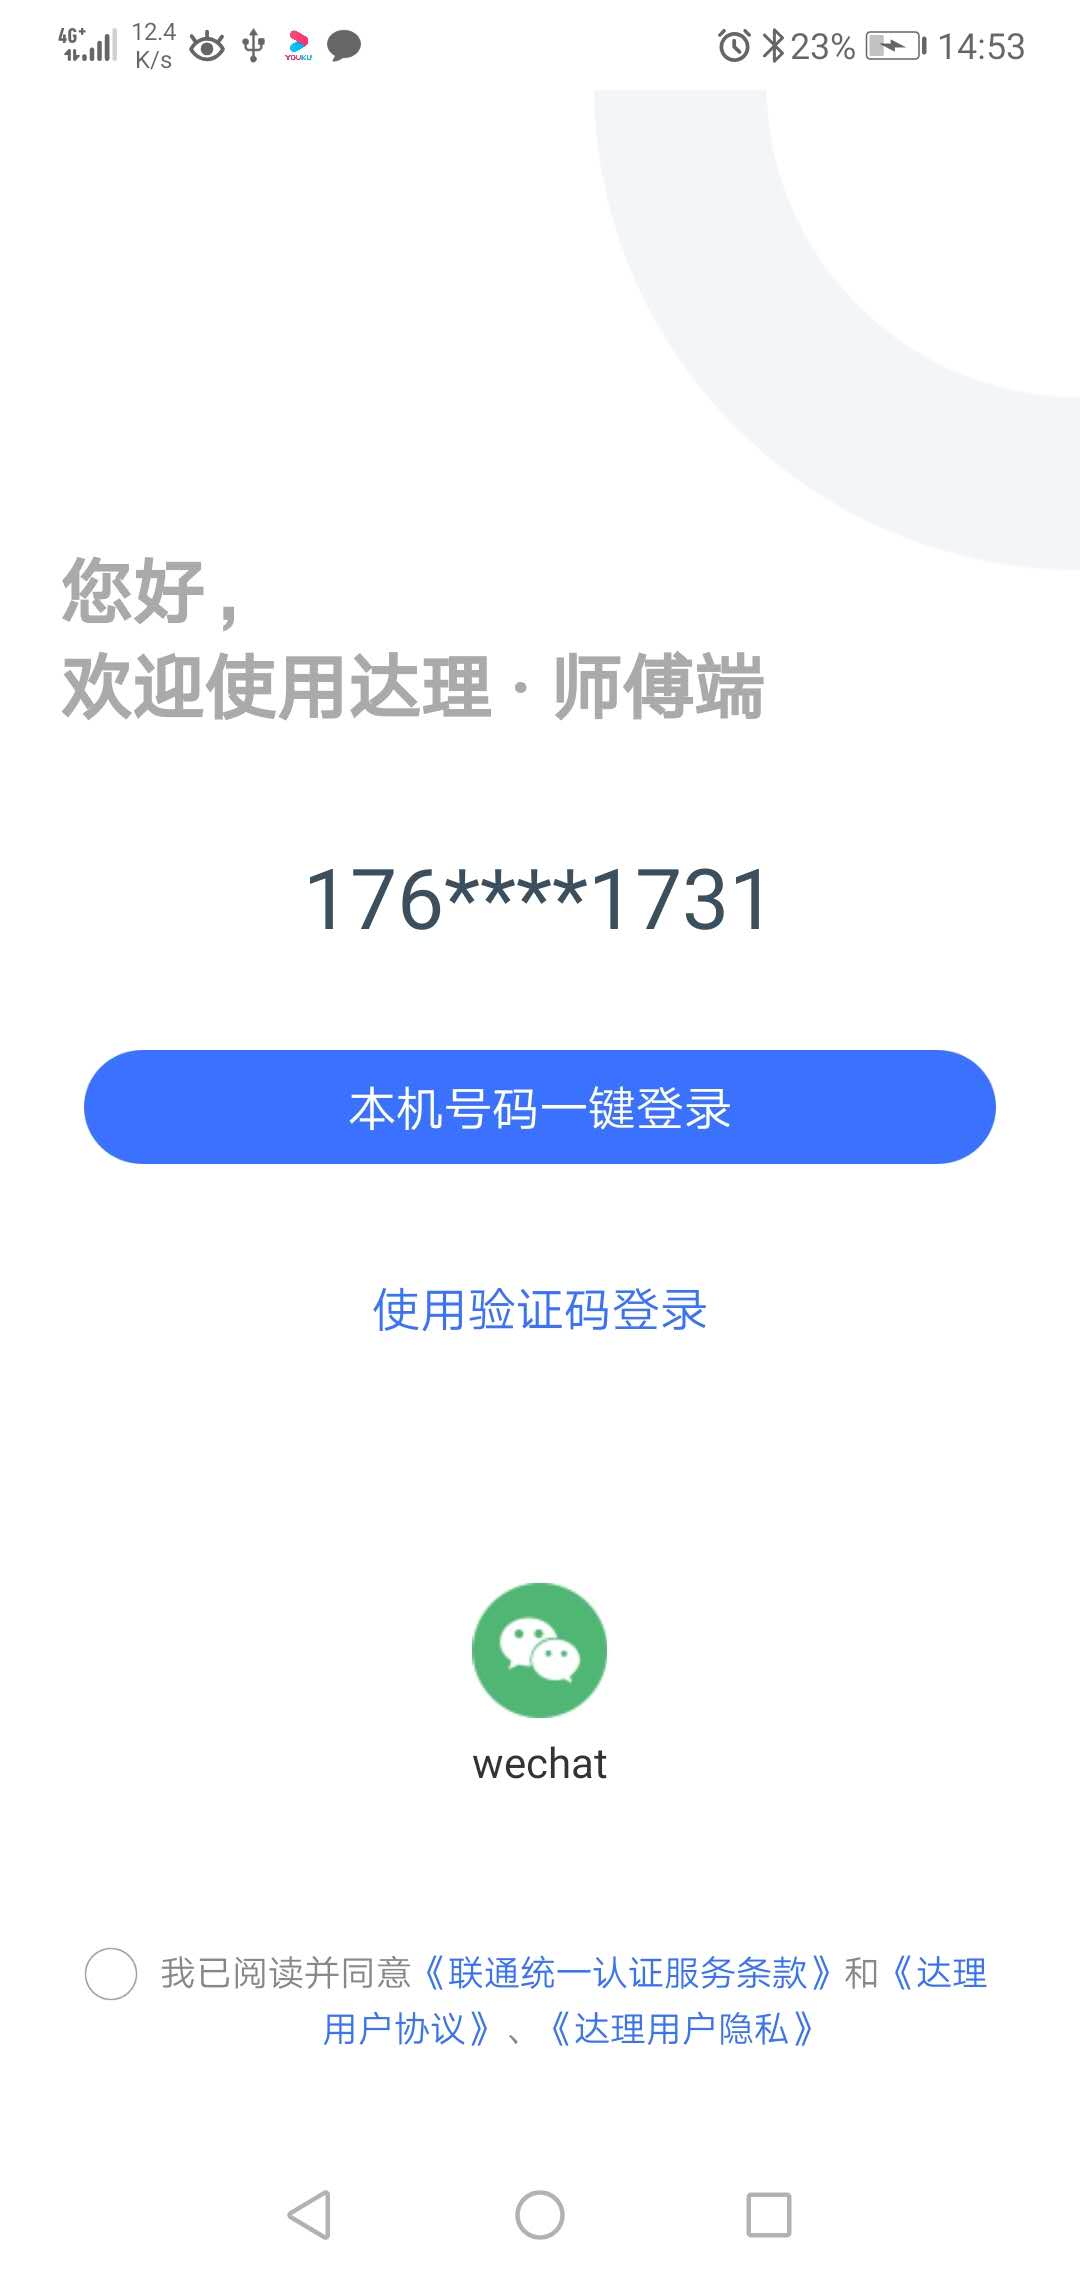 4G+
12.4
K/s
YOUKU
23%
14:53
您好，
欢迎使用达理 · 师傅端
176****1731
本机号码一键登录
使用验证码登录
wechat
我已阅读并同意《联通统一认证服务条款》和《达理
用户协议》、《达理用户隐私》